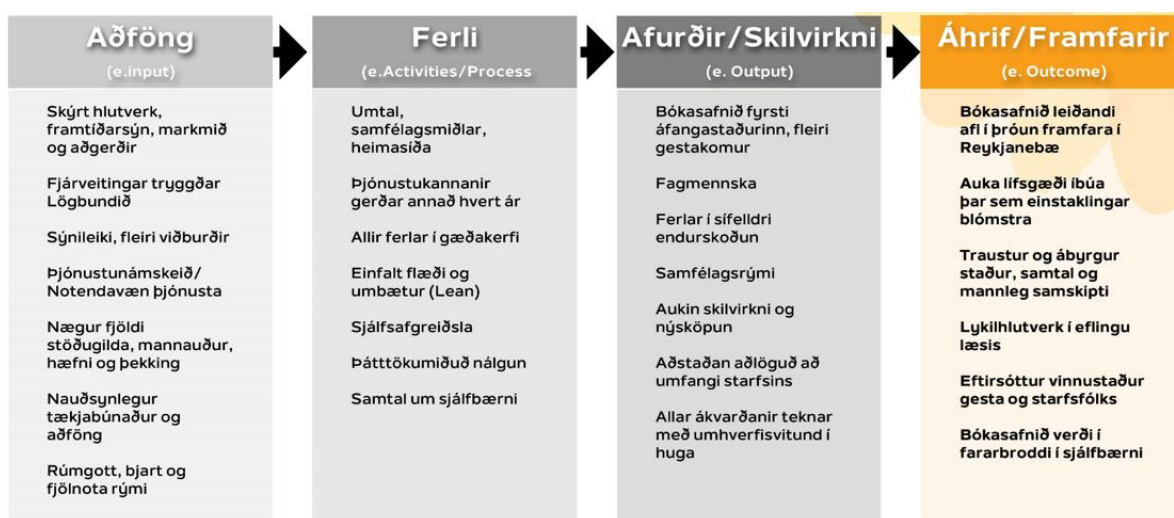 Aðföng
(e.input)
Skýrt hlutverk,
framtíðarsýn, markmið
og aðgerðir
Fjárveitingar tryggðar
Lögbundið
Sýnileiki, fleiri viðburðir
Þjónustunámskeið/
Notendavæn þjónusta
Nægur fjöldi
stöðugilda, mannauður,
hæfni og þekking
Nauðsynlegur
tækjabúnaður og
aðföng
Rúmgott, bjart og
fjölnota rými
Ferli
(e.Activities/Process
Umtal,
samfélagsmiðlar,
heimasíða
Þjónustukannanir
gerðar annað hvert ár
Allir ferlar í gæðakerfi
Einfalt flæði og
umbætur (Lean)
Sjálfsafgreiðsla
Þátttökumiðuð nálgun
Samtal um sjálfbærni
Afurðir/Skilvirkni
(e. Output)
Bókasafnið fyrsti
áfangastaðurinn, fleiri
gestakomur
Fagmennska
Ferlar í sífelldri
endurskoðun
Samfélagsrými
Aukin skilvirkni og
nýsköpun
Aðstaðan aðlöguð að
umfangi starfsins
Allar ákvarðanir teknar
með umhverfisvitund í
huga
Áhrif/Framfarir
(e. Outcome)
Bókasafnið leiðandi
afl í þróun framfara í
Reykjanebæ
Auka lífsgæði íbúa
þar sem einstaklingar
blómstra
Traustur og ábyrgur
staður, samtal og
mannleg samskipti
Lykilhlutverk í eflingu
læsis
Eftirsóttur vinnustaður
gesta og starfsfólks
Bókasafnið verði í
fararbroddi í sjálfbærni